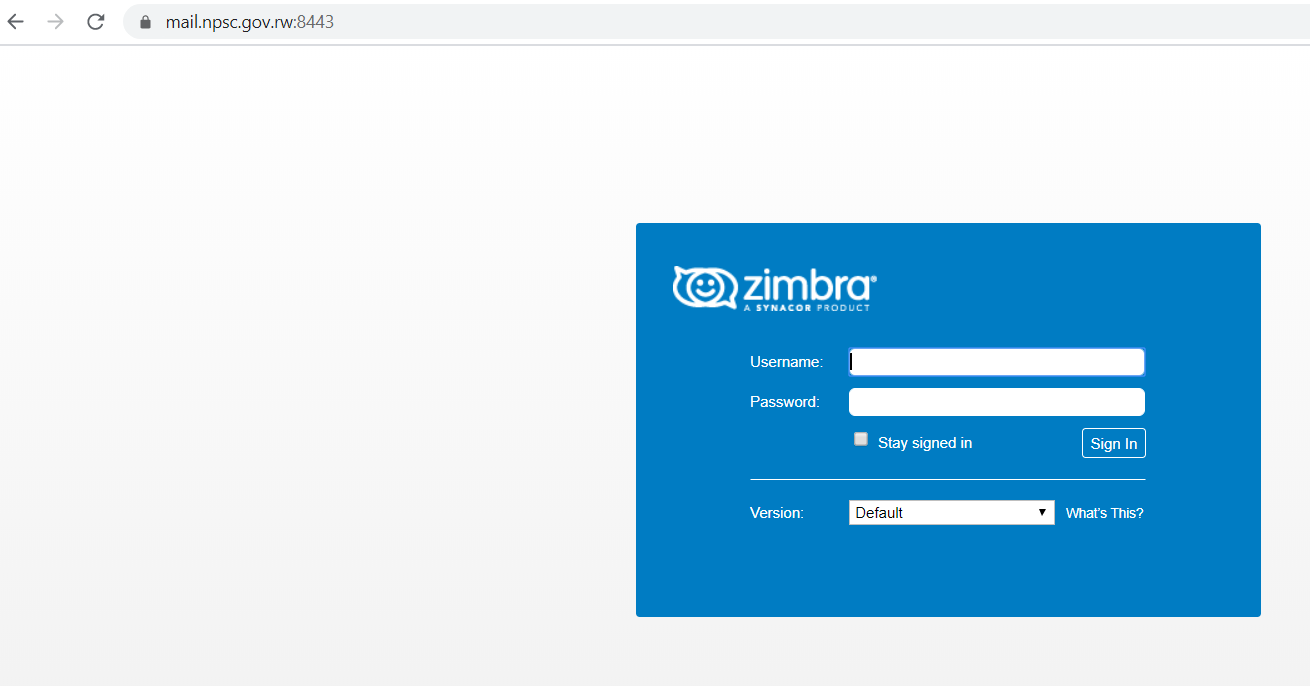 mail.npsc.gov.rw:8443
zimbra®
A SYNACOR PRODUCT
Username:
Password:
Stay signed in
Sign In
Version:
Default
What's This?